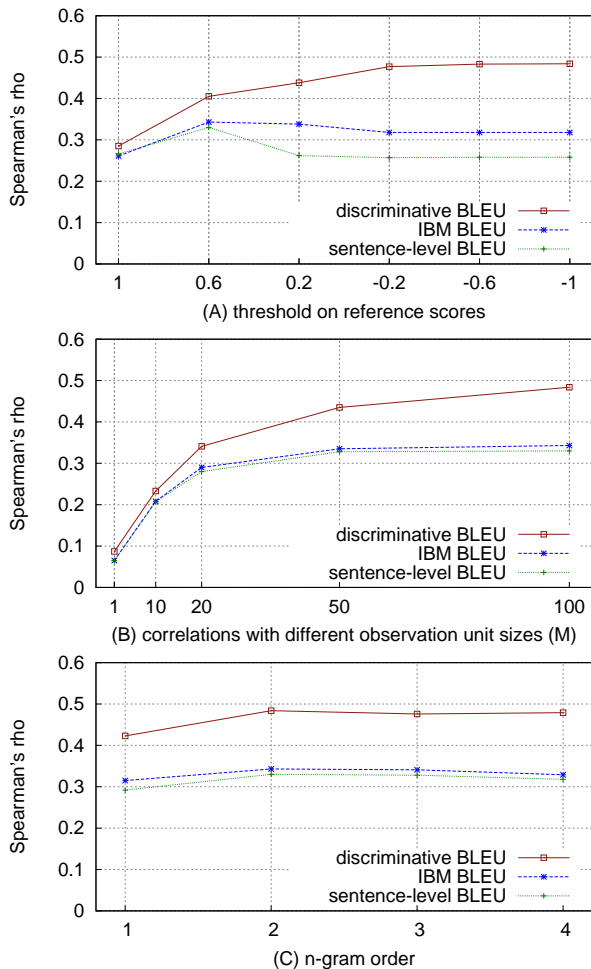 0.6
0.5
0.4
0.3
0.2
0.1
0
Spearman's rho
discriminative BLEU
IBM BLEU
sentence-level BLEU
1 0.6 0.2 -0.2 -0.6 -1
(A) threshold on reference scores
0.6
0.5
0.4
0.3
0.2
0.1
0
Spearman's rho
discriminative BLEU
IBM BLEU
sentence-level BLEU
1 10 20 50 100
(B) correlations with different observation unit sizes (M)
0.6
0.5
0.4
0.3
0.2
0.1
0
Spearman's rho
discriminative BLEU
IBM BLEU
sentence-level BLEU
1 2 3 4
(C) n-gram order